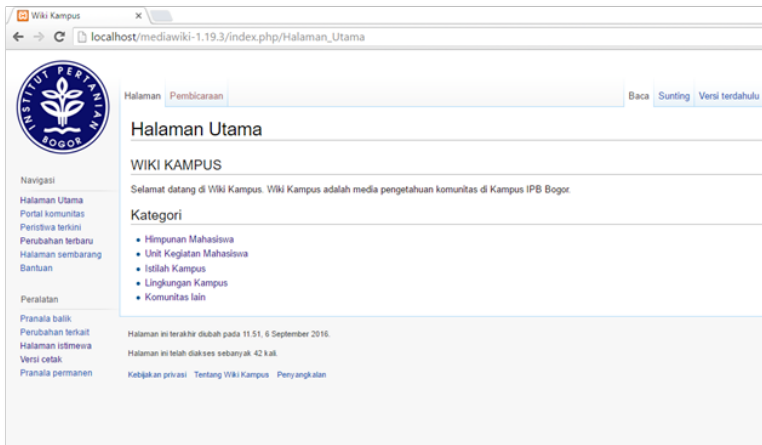 Wiki Kampus
localhost/mediawiki-1.19.3/index.php/Halaman_Utama
INSTITUT PERTANIAN BOGOR
Halaman Pembicaraan Baca Sunting Versi terdahulu
Halaman Utama
WIKI KAMPUS
Selamat datang di Wiki Kampus. Wiki Kampus adalah media pengetahuan komunitas di Kampus IPB Bogor.
Kategori
Himpunan Mahasiswa
Unit Kegiatan Mahasiswa
Istilah Kampus
Lingkungan Kampus
Komunitas lain
Navigasi
Halaman Utama
Portal komunitas
Peristiwa terkini
Perubahan terbaru
Halaman sembarang
Bantuan
Peralatan
Pranala balik
Perubahan terkait
Halaman istimewa
Versi cetak
Pranala permanen
Halaman ini terakhir diubah pada 11.51, 6 September 2016.
Halaman ini telah diakses sebanyak 42 kali.
Kebijakan privasi Tentang Wiki Kampus Penyangkalan